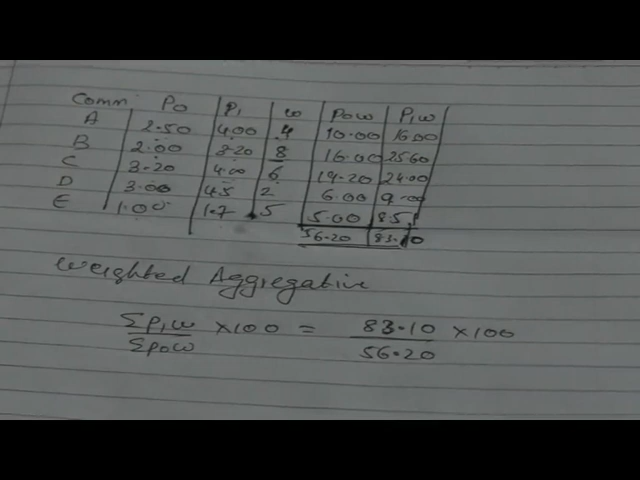 Comm P0 P1 w P0w P1w
A 2.50 4.00 4 10.00 16.00
B 2.00 3.20 8 16.00 25.60
C 3.20 4.00 6 19.20 24.00
D 3.00 4.5 2 6.00 9.00
E 1.00 1.7 5 5.00 8.5
56.20 83.10
Weighted Aggregative
ΣP1w ×100 = 83.10 ×100
ΣP0w 56.20